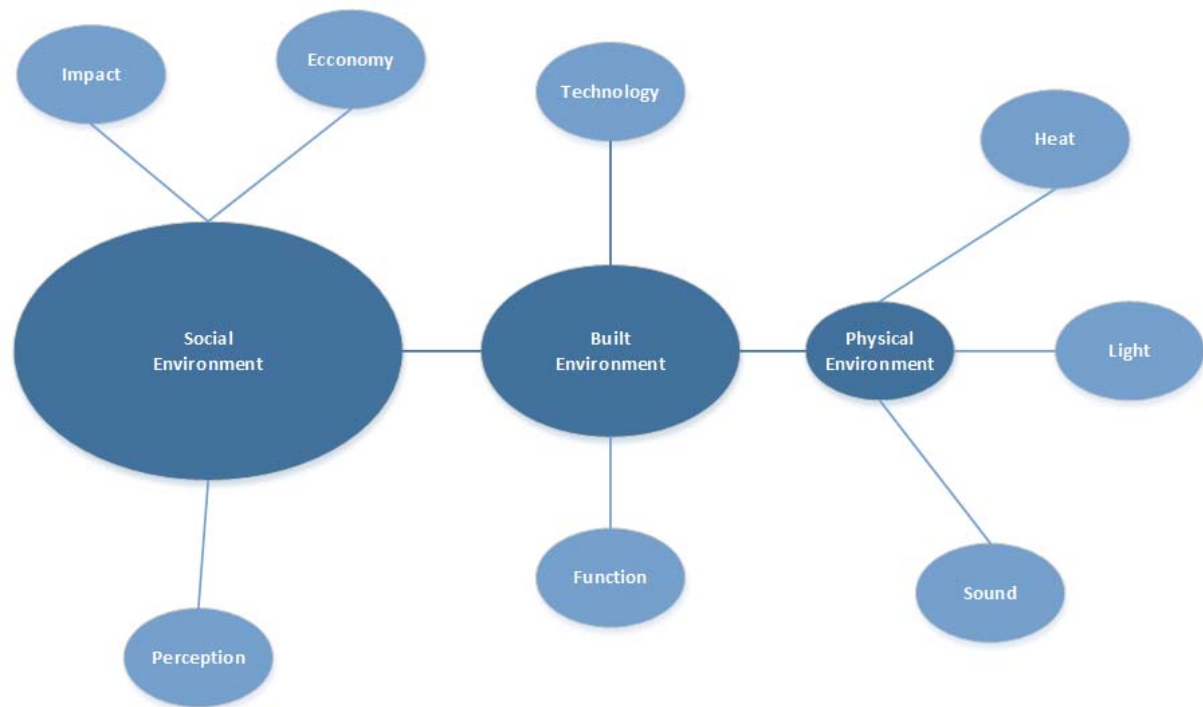 Impact
Ecconomy
Technology
Heat
Social
Environment
Built
Environment
Physical
Environment
Light
Function
Sound
Perception